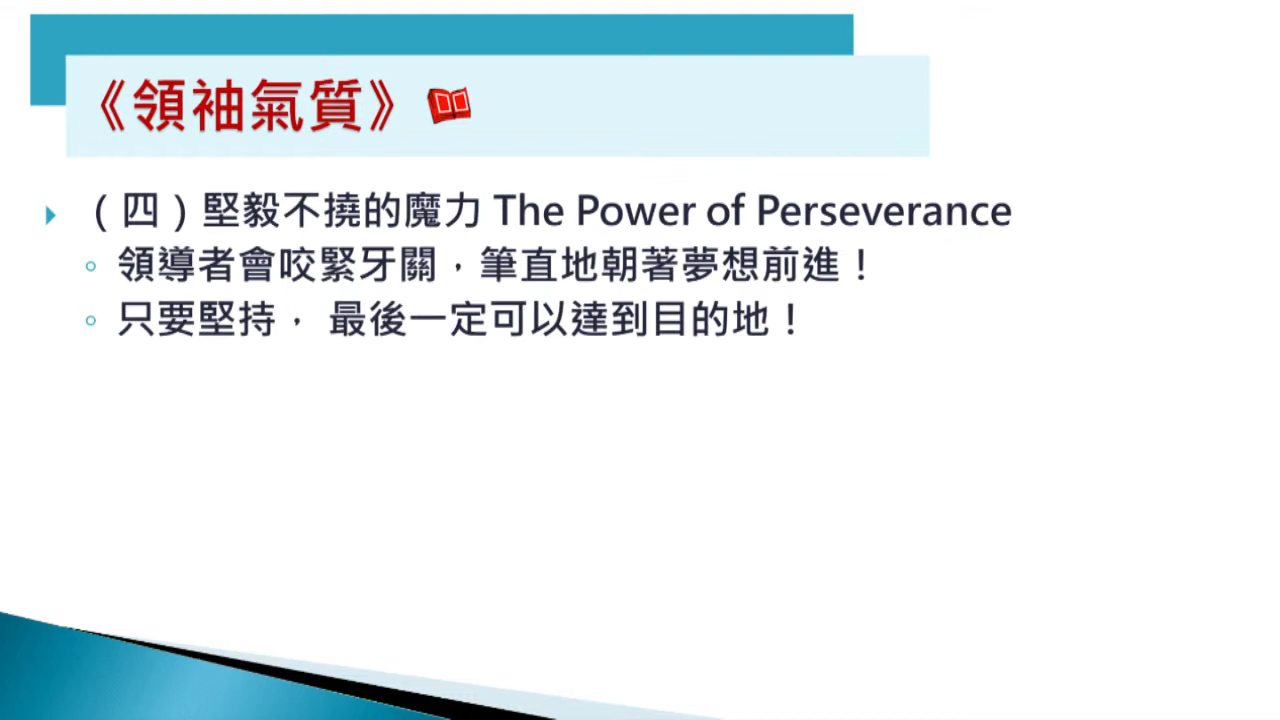 《領袖氣質》
（四）堅毅不撓的魔力 The Power of Perseverance
領導者會咬緊牙關，筆直地朝著夢想前進！
只要堅持， 最後一定可以達到目的地！